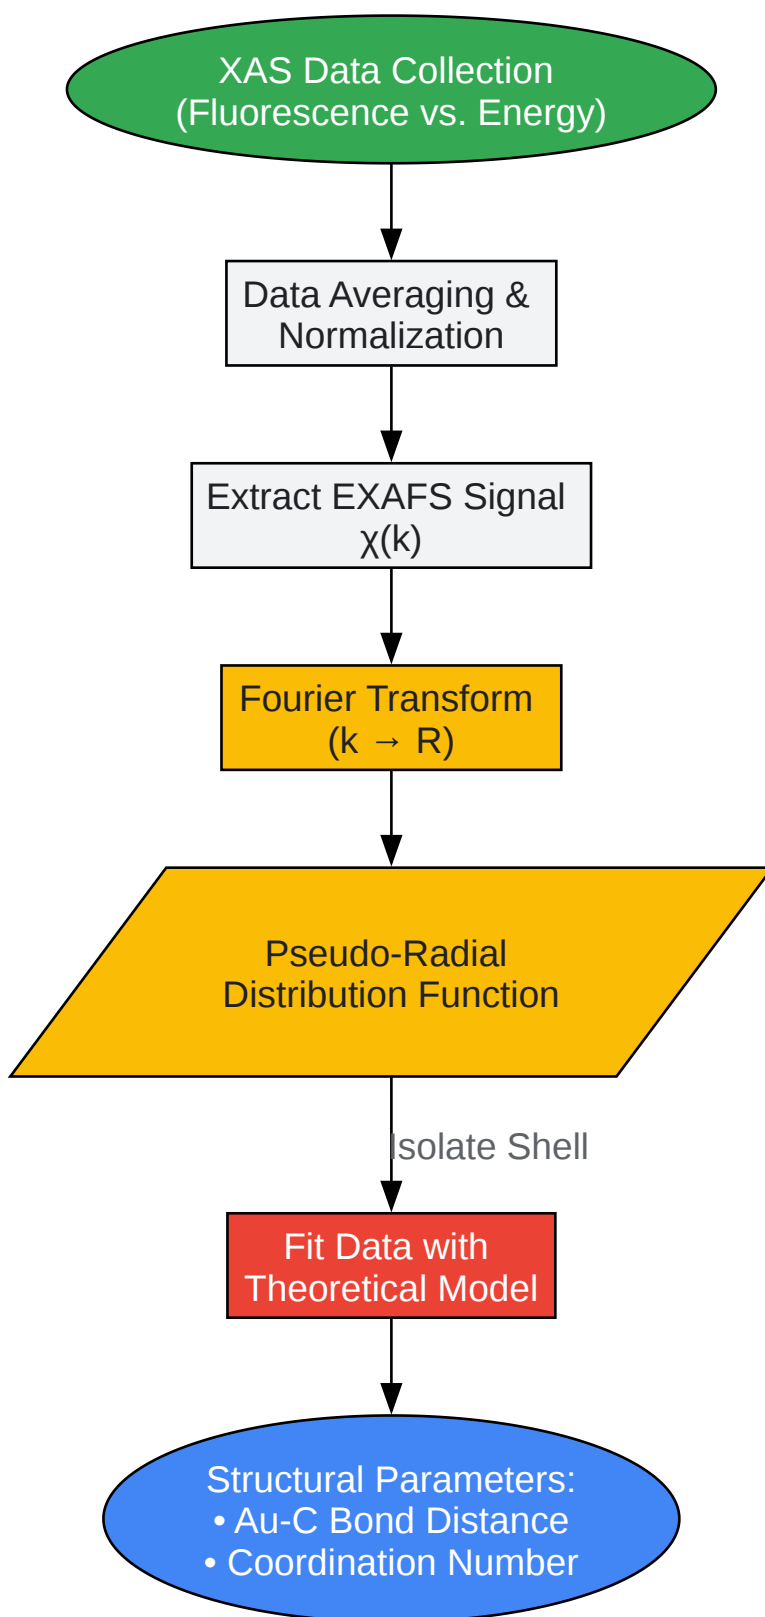 XAS Data Collection
(Fluorescence vs. Energy)
Data Averaging &
Normalization
Extract EXAFS Signal
χ(k)
Fourier Transform
(k → R)
Pseudo-Radial
Distribution Function
Isolate Shell
Fit Data with
Theoretical Model
Structural Parameters:
• Au-C Bond Distance
• Coordination Number